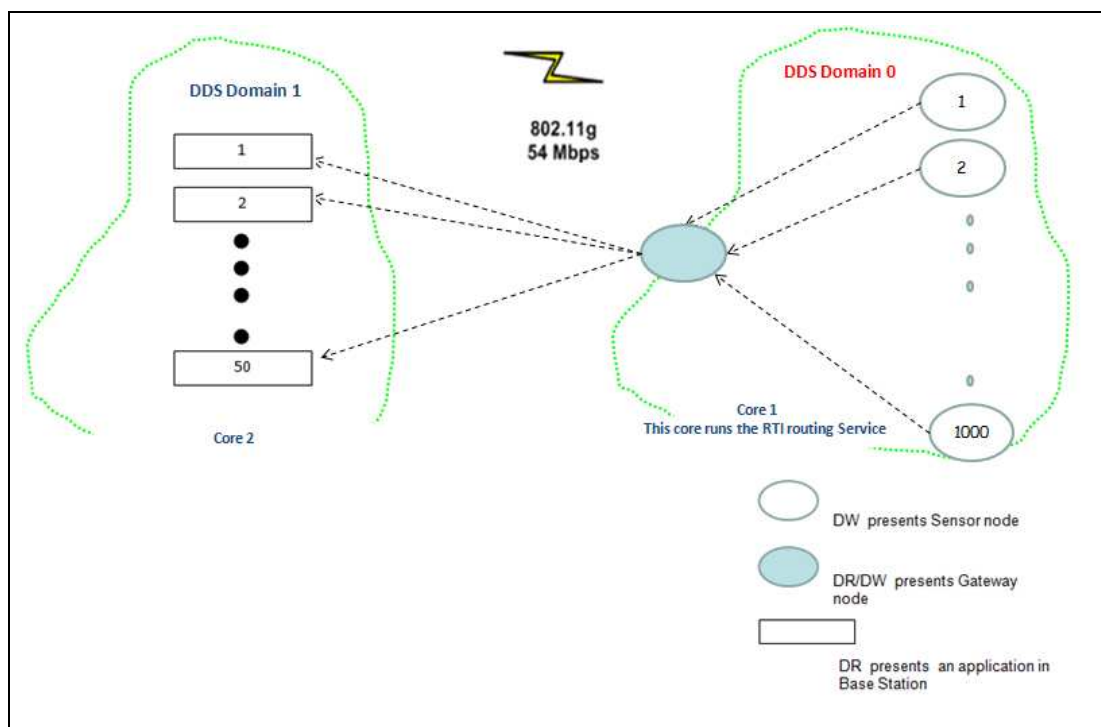 DDS Domain 1
802.11g
54 Mbps
DDS Domain 0
1
2
50
1
2
1000
Core 2
Core 1
This core runs the RTI routing Service
DW presents Sensor node
DR/DW presents Gateway
node
DR presents an application in
Base Station